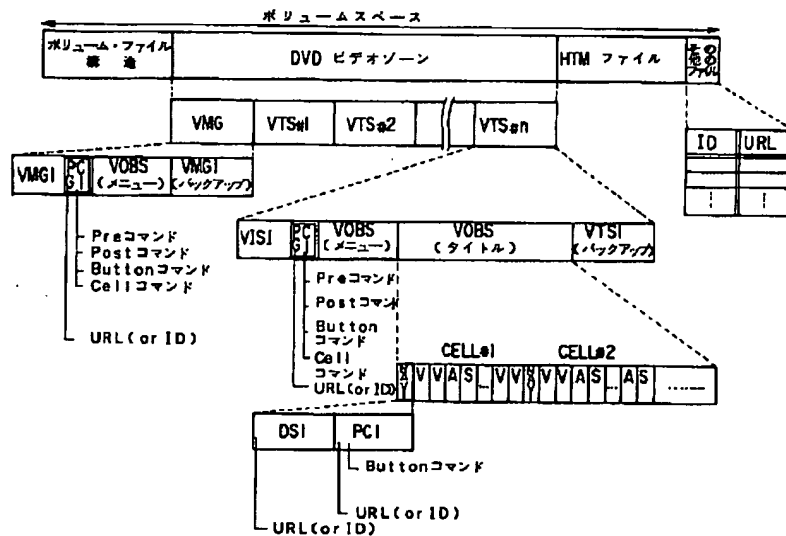 ボリュームスペース
ボリューム・ファイル
構造
DVD ビデオゾーン
HTM ファイル
その他の
ファイル
VMG
VTS#1
VTS#2
VTS#n
ID
URL
VMGI
PGCI
VOBS
(メニュー)
VMGI
(バックアップ)
Preコマンド
Postコマンド
Buttonコマンド
Cellコマンド
URL(or ID)
VISI
PGCI
VOBS
(メニュー)
VOBS
(タイトル)
VTSI
(バックアップ)
Preコマンド
Postコマンド
Button
コマンド
Cell
コマンド
URL(or ID)
CELL#1
CELL#2
V V A S … V V
V V A S … A S
………
DSI
PCI
Buttonコマンド
URL(or ID)
URL(or ID)